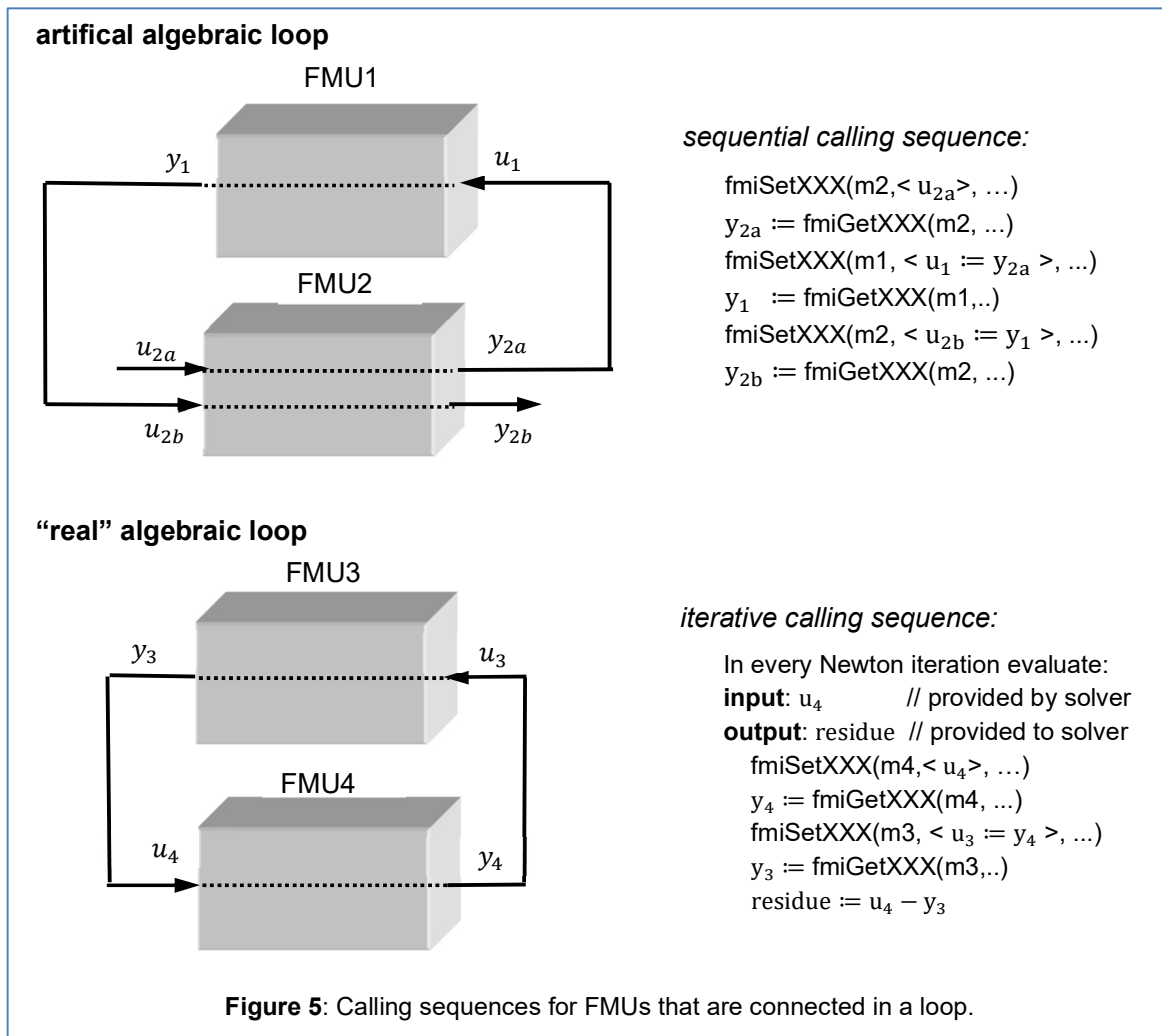 artifical algebraic loop
FMU1
y₁
u₁
FMU2
u₂ₐ
y₂ₐ
u₂b
y₂b
sequential calling sequence:
fmiSetXXX(m2,< u₂ₐ>, …)
y₂ₐ ≔ fmiGetXXX(m2, ...)
fmiSetXXX(m1, < u₁ ≔ y₂ₐ >, ...)
y₁ ≔ fmiGetXXX(m1,..)
fmiSetXXX(m2, < u₂b ≔ y₁ >, ...)
y₂b ≔ fmiGetXXX(m2, ...)
“real” algebraic loop
FMU3
y₃
u₃
FMU4
u₄
y₄
iterative calling sequence:
In every Newton iteration evaluate:
input: u₄ // provided by solver
output: residue // provided to solver
fmiSetXXX(m4,< u₄>, …)
y₄ ≔ fmiGetXXX(m4, ...)
fmiSetXXX(m3, < u₃ ≔ y₄ >, ...)
y₃ ≔ fmiGetXXX(m3,..)
residue ≔ u₄ − y₃
Figure 5: Calling sequences for FMUs that are connected in a loop.